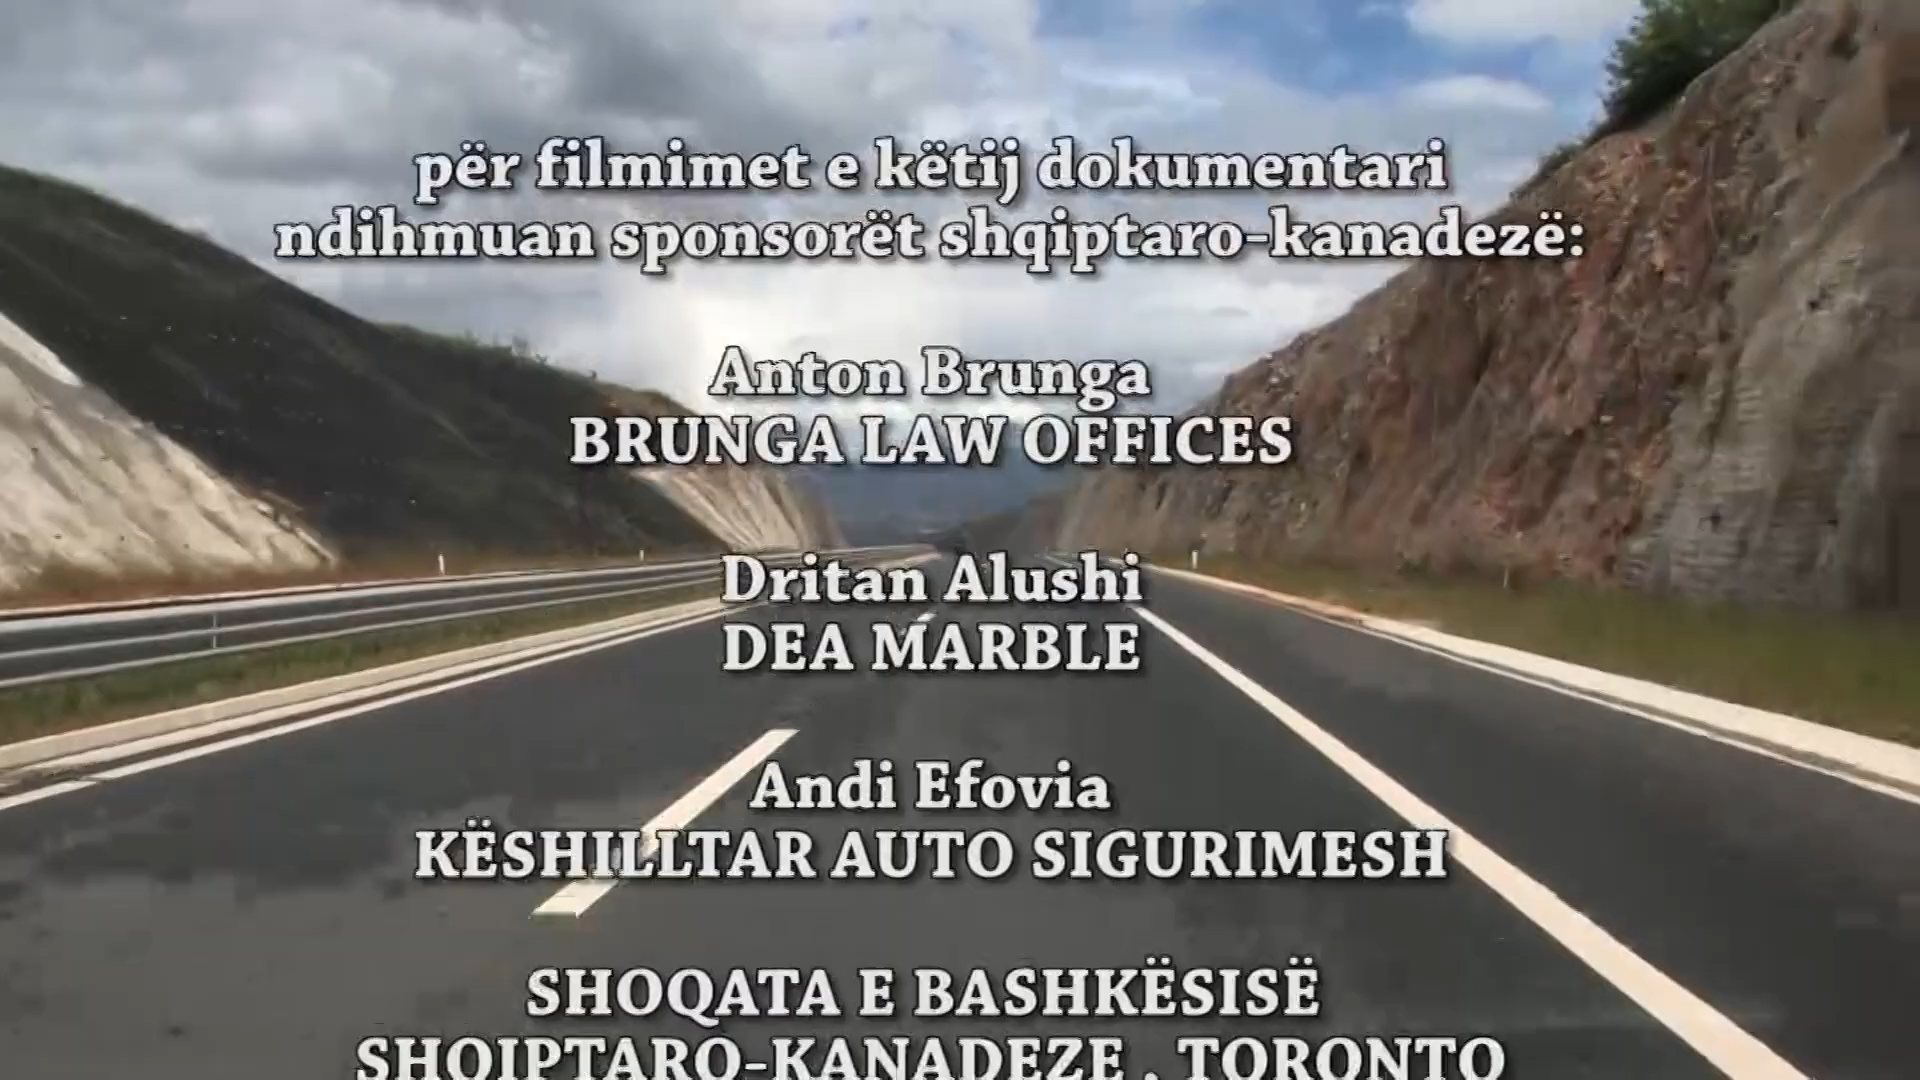 për filmimet e këtij dokumentari
ndihmuan sponsorët shqiptaro-kanadezë:
Anton Brunga
BRUNGA LAW OFFICES
Dritan Alushi
DEA MARBLE
Andi Efovia
KËSHILLTAR AUTO SIGURIMESH
SHOQATA E BASHKËSISË
SHQIPTARO-KANADEZE , TORONTO